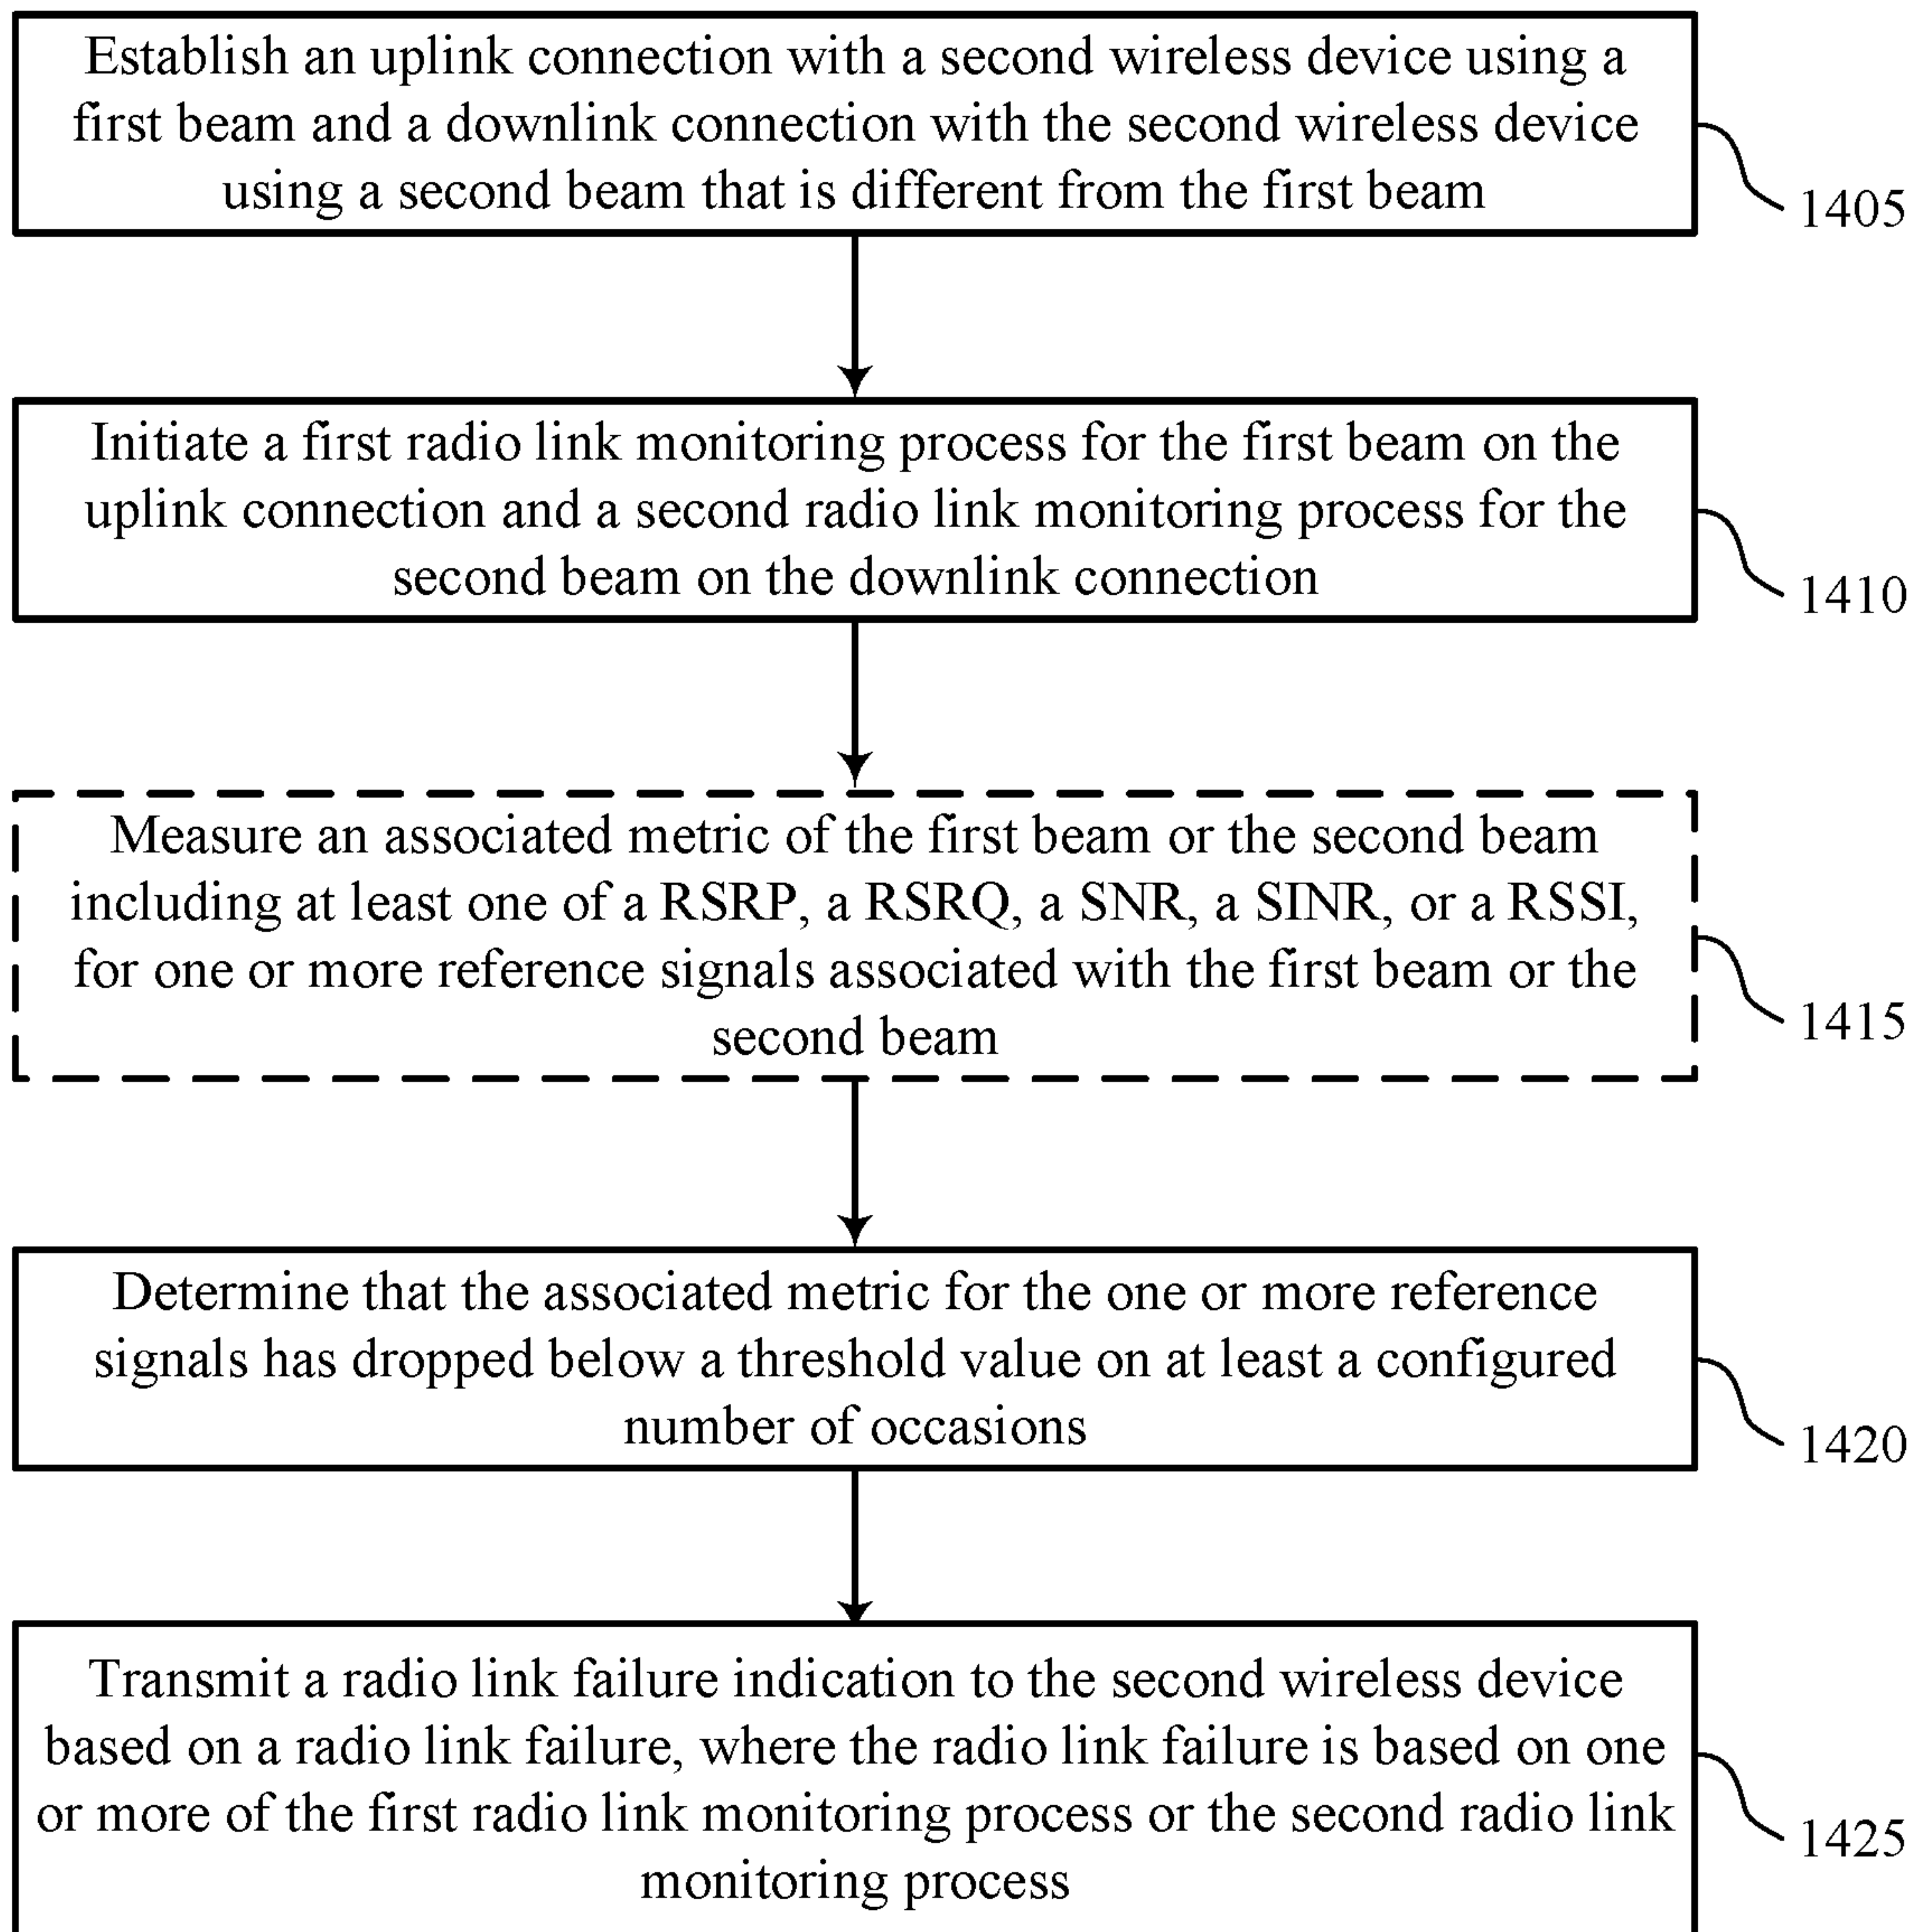 Establish an uplink connection with a second wireless device using a
first beam and a downlink connection with the second wireless device
using a second beam that is different from the first beam
1405
Initiate a first radio link monitoring process for the first beam on the
uplink connection and a second radio link monitoring process for the
second beam on the downlink connection
1410
Measure an associated metric of the first beam or the second beam
including at least one of a RSRP, a RSRQ, a SNR, a SINR, or a RSSI,
for one or more reference signals associated with the first beam or the
second beam
1415
Determine that the associated metric for the one or more reference
signals has dropped below a threshold value on at least a configured
number of occasions
1420
Transmit a radio link failure indication to the second wireless device
based on a radio link failure, where the radio link failure is based on one
or more of the first radio link monitoring process or the second radio link
monitoring process
1425